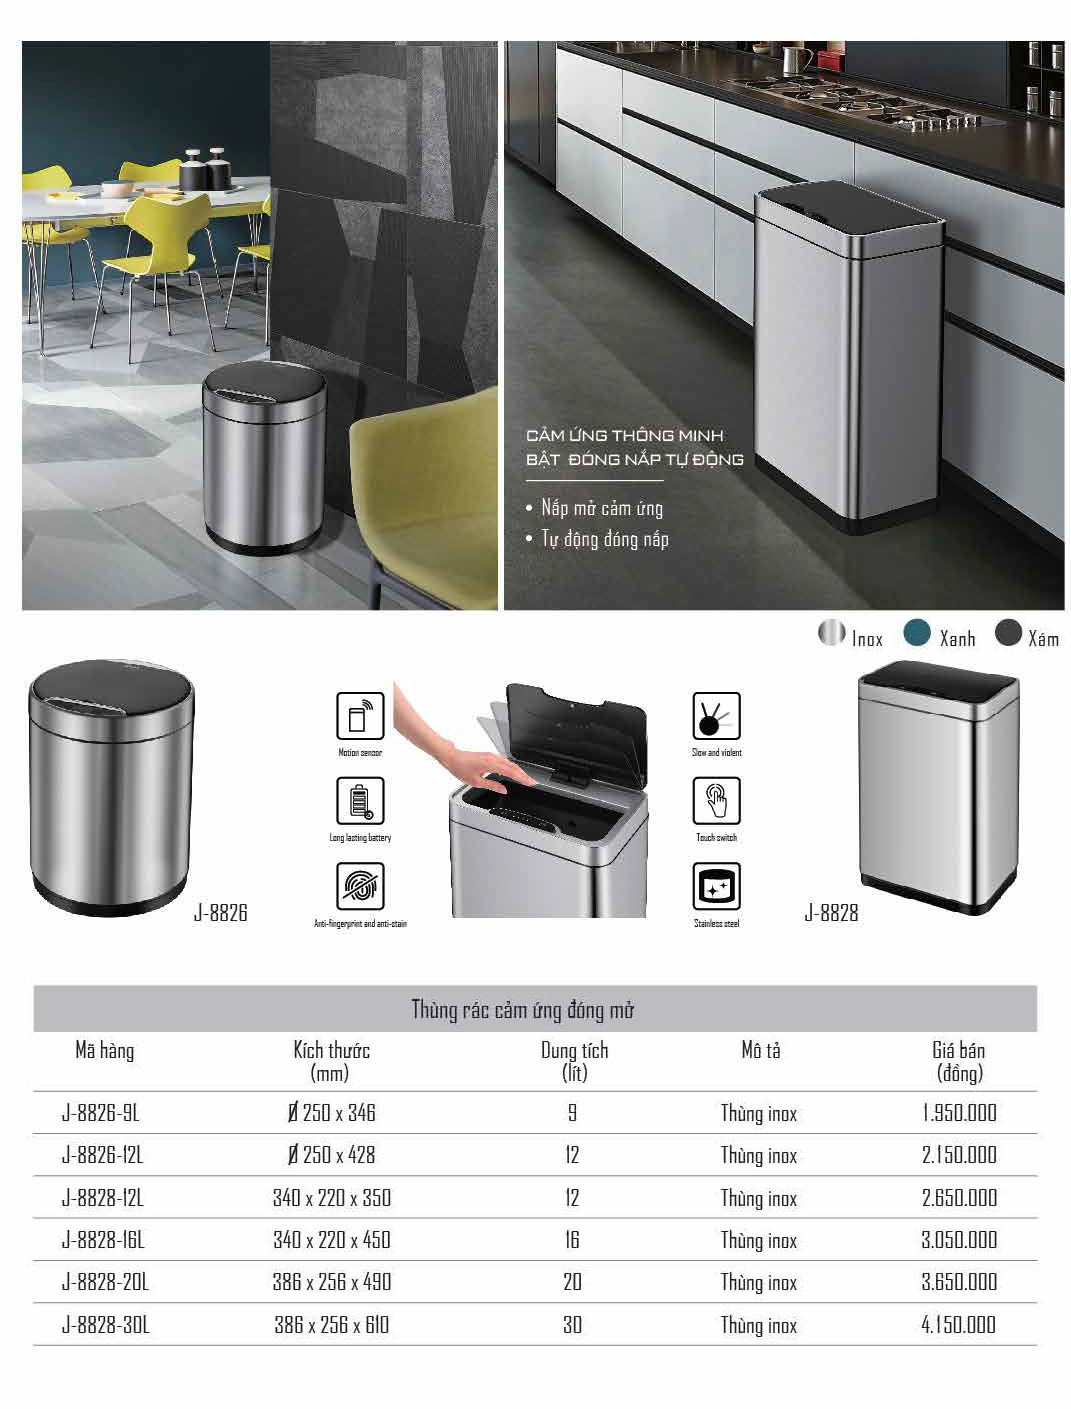 CẢM ỨNG THÔNG MINH
BẬT ĐÓNG NẮP TỰ ĐỘNG
• Nắp mở cảm ứng
• Tự động đóng nắp
Inox Xanh Xám
Motion sensor
Long lasting battery
Anti-fingerprint and anti-stain
Slow and violent
Touch switch
Stainless steel
J-8826
J-8828
Thùng rác cảm ứng đóng mở
Mã hàng Kích thước Dung tích Mô tả Giá bán
(mm) (lít) (đồng)
J-8826-9L Ø 250 x 346 9 Thùng inox 1.950.000
J-8826-12L Ø 250 x 428 12 Thùng inox 2.150.000
J-8828-12L 340 x 220 x 350 12 Thùng inox 2.650.000
J-8828-16L 340 x 220 x 450 16 Thùng inox 3.050.000
J-8828-20L 386 x 256 x 490 20 Thùng inox 3.650.000
J-8828-30L 386 x 256 x 610 30 Thùng inox 4.150.000